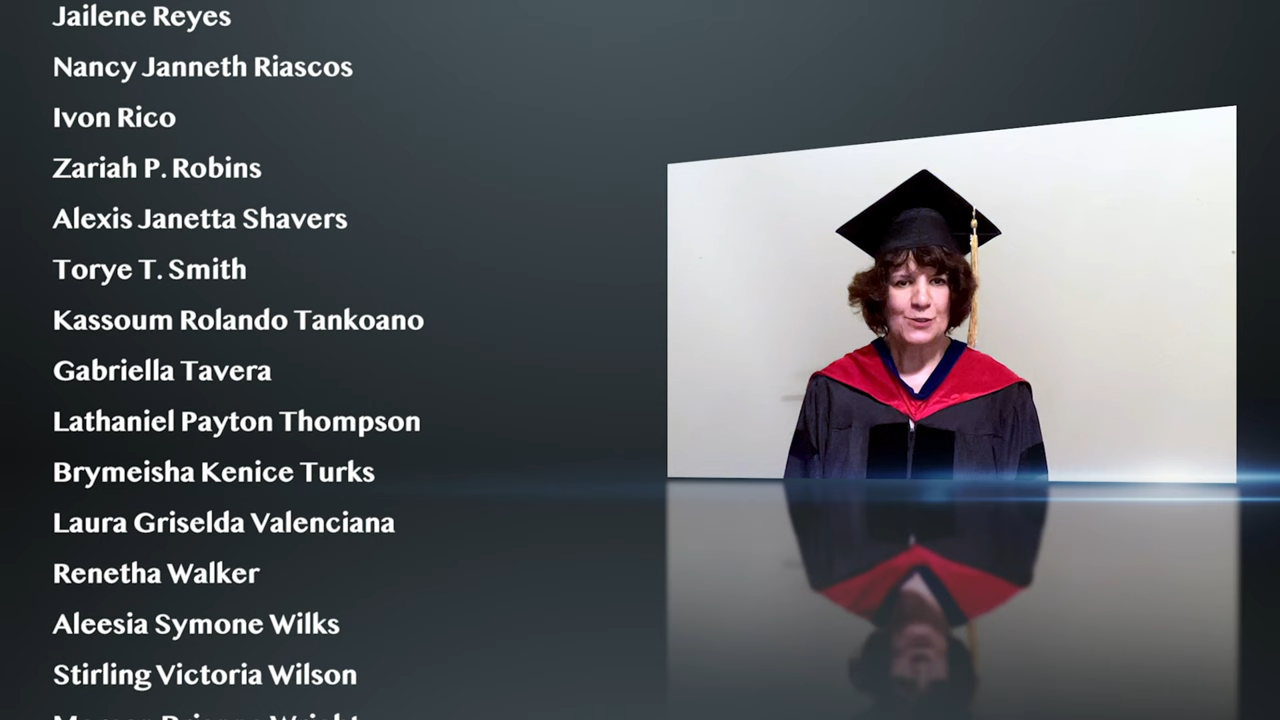 Jailene Reyes
Nancy Janneth Riascos
Ivon Rico
Zariah P. Robins
Alexis Janetta Shavers
Torye T. Smith
Kassoum Rolando Tankoano
Gabriella Tavera
Lathaniel Payton Thompson
Brymeisha Kenice Turks
Laura Griselda Valenciana
Renetha Walker
Aleesia Symone Wilks
Stirling Victoria Wilson